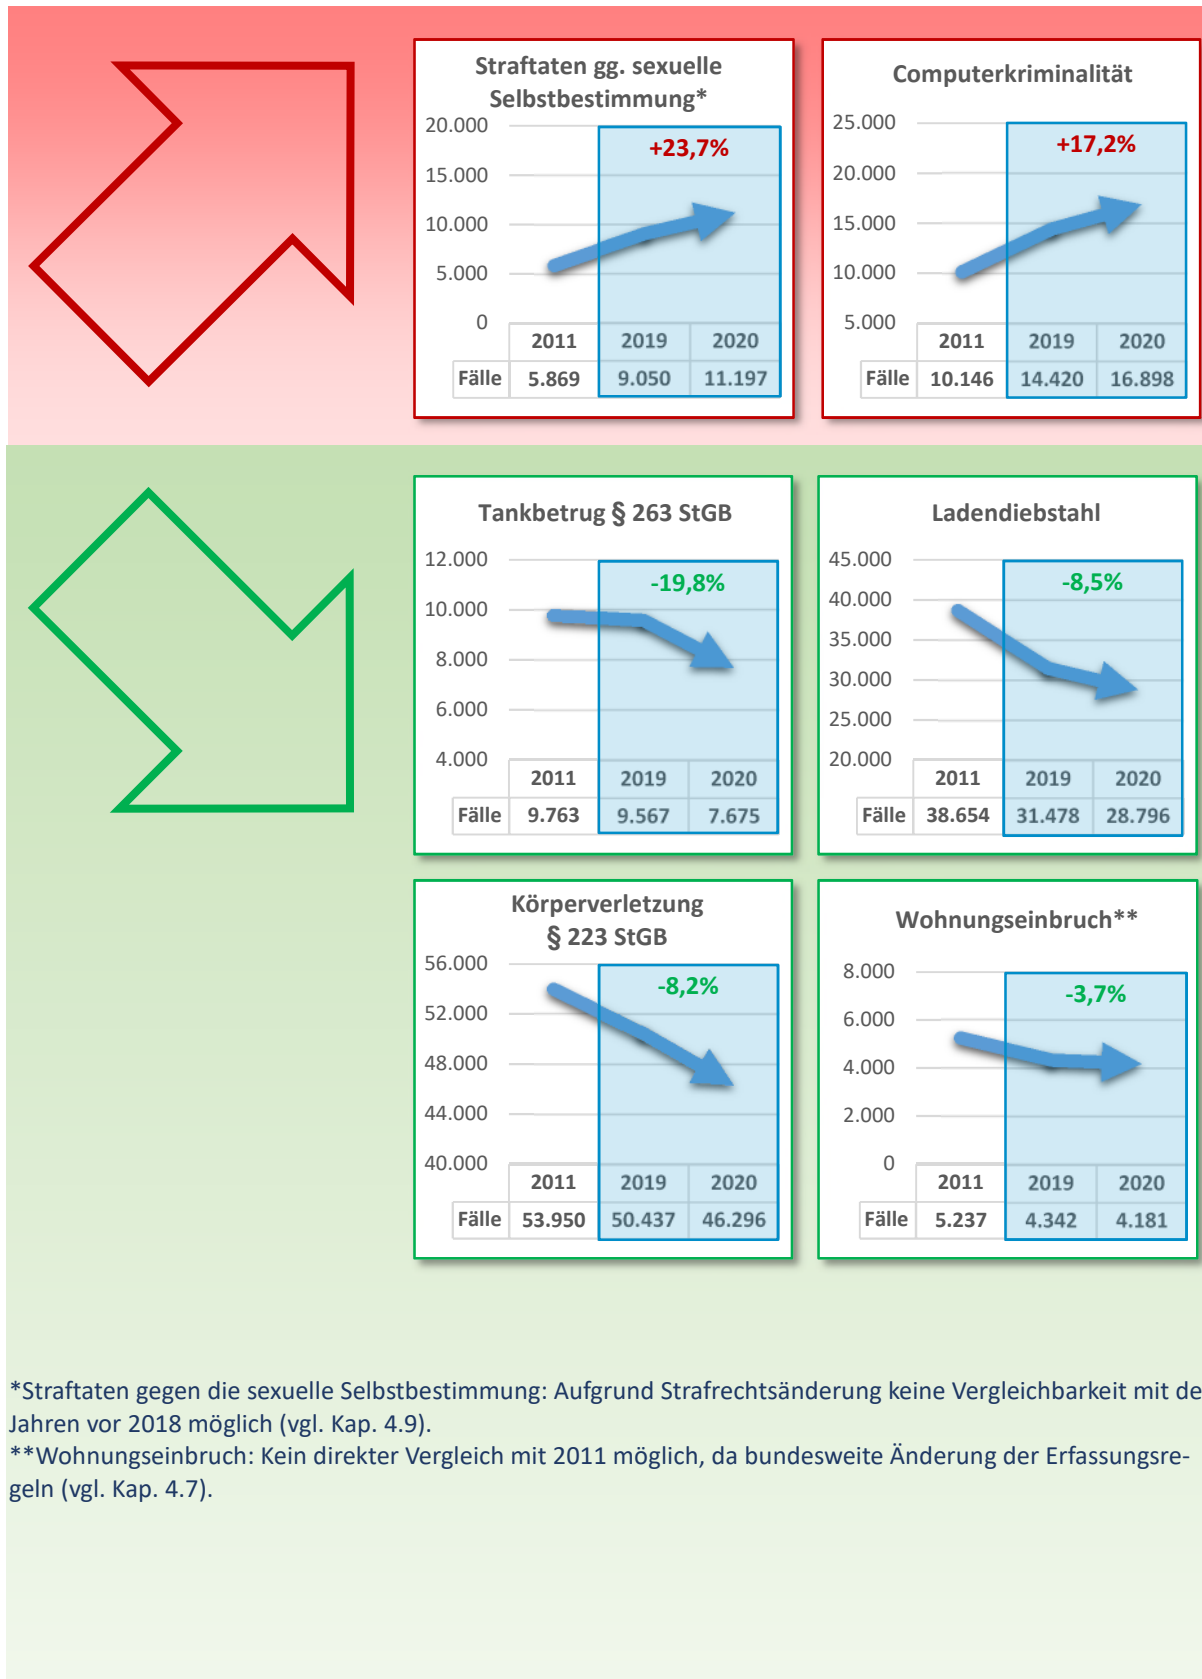 Straftaten gg. sexuelle
Selbstbestimmung*
20.000
+23,7%
15.000
10.000
5.000
0
2011 2019 2020
Fälle 5.869 9.050 11.197
Computerkriminalität
25.000
+17,2%
20.000
15.000
10.000
5.000
2011 2019 2020
Fälle 10.146 14.420 16.898
Tankbetrug § 263 StGB
12.000
-19,8%
10.000
8.000
6.000
4.000
2011 2019 2020
Fälle 9.763 9.567 7.675
Ladendiebstahl
45.000
-8,5%
40.000
35.000
30.000
25.000
20.000
2011 2019 2020
Fälle 38.654 31.478 28.796
Körperverletzung
§ 223 StGB
56.000
-8,2%
52.000
48.000
44.000
40.000
2011 2019 2020
Fälle 53.950 50.437 46.296
Wohnungseinbruch**
8.000
-3,7%
6.000
4.000
2.000
0
2011 2019 2020
Fälle 5.237 4.342 4.181
*Straftaten gegen die sexuelle Selbstbestimmung: Aufgrund Strafrechtsänderung keine Vergleichbarkeit mit de
Jahren vor 2018 möglich (vgl. Kap. 4.9).
**Wohnungseinbruch: Kein direkter Vergleich mit 2011 möglich, da bundesweite Änderung der Erfassungsre-
geln (vgl. Kap. 4.7).